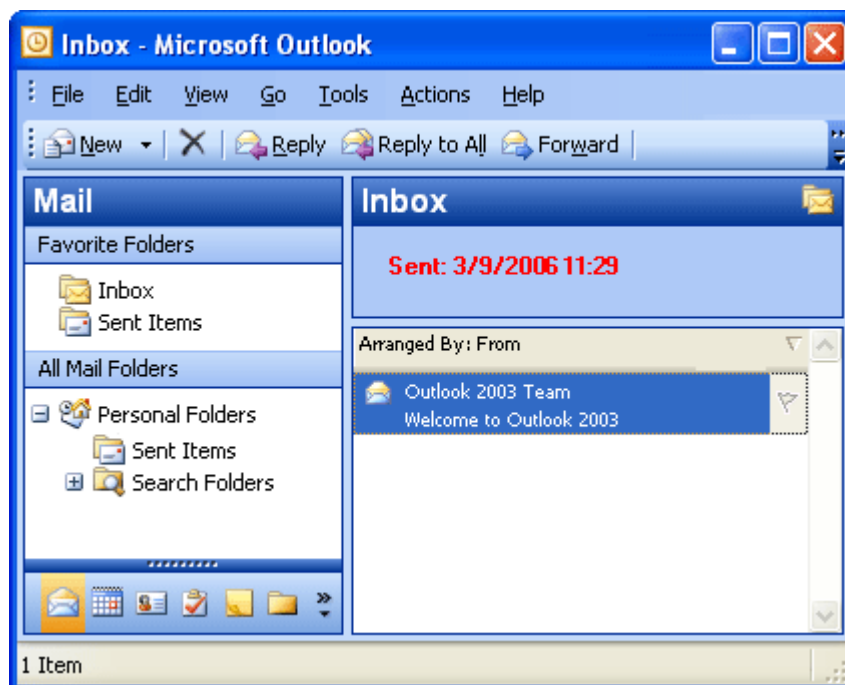 Inbox - Microsoft Outlook
File Edit View Go Tools Actions Help
New Reply Reply to All Forward
Mail
Favorite Folders
Inbox
Sent Items
All Mail Folders
Personal Folders
Sent Items
Search Folders
Inbox
Sent: 3/9/2006 11:29
Arranged By: From
Outlook 2003 Team
Welcome to Outlook 2003
1 Item